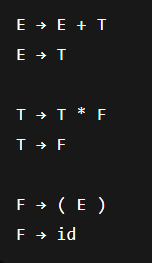 E → E + T
E → T
T → T * F
T → F
F → ( E )
F → id